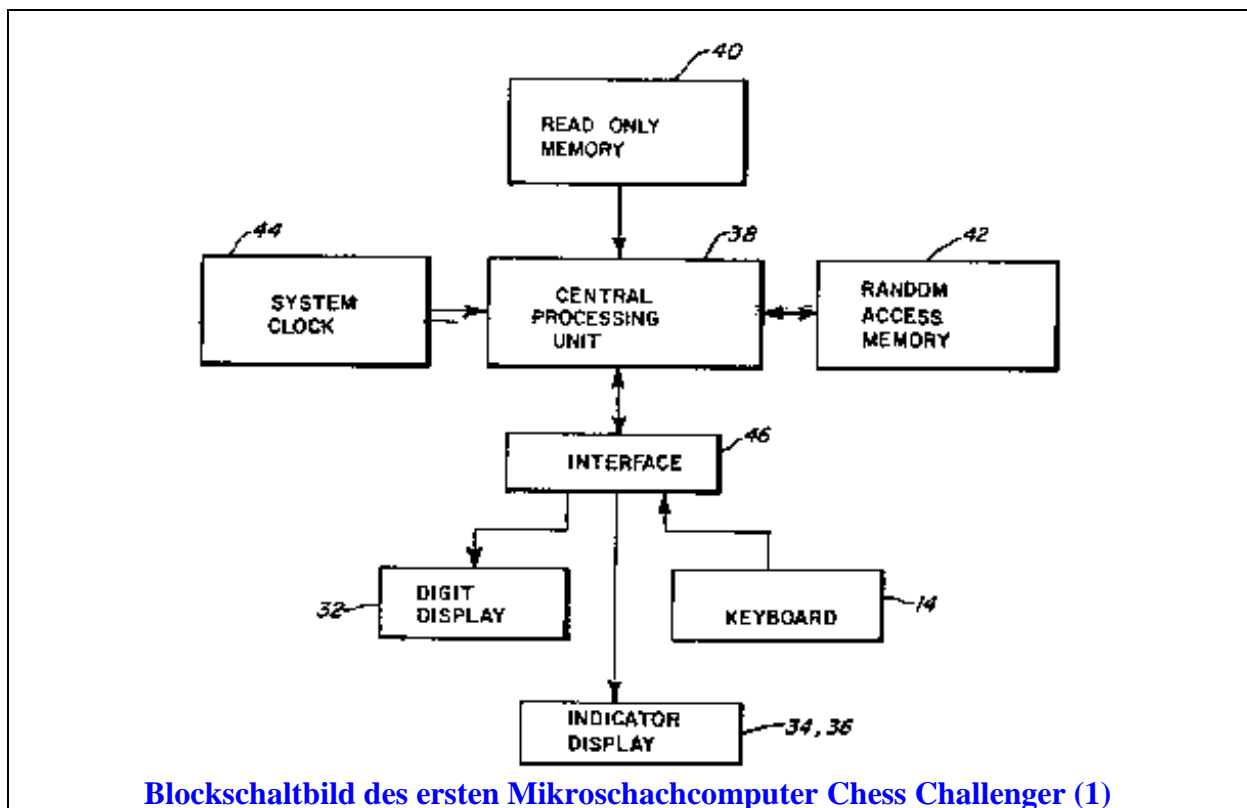 40
READ ONLY
MEMORY
44
38
42
SYSTEM
CLOCK
CENTRAL
PROCESSING
UNIT
RANDOM
ACCESS
MEMORY
46
INTERFACE
32
DIGIT
DISPLAY
KEYBOARD
14
INDICATOR
DISPLAY
34, 36
Blockschaltbild des ersten Mikroschachcomputer Chess Challenger (1)